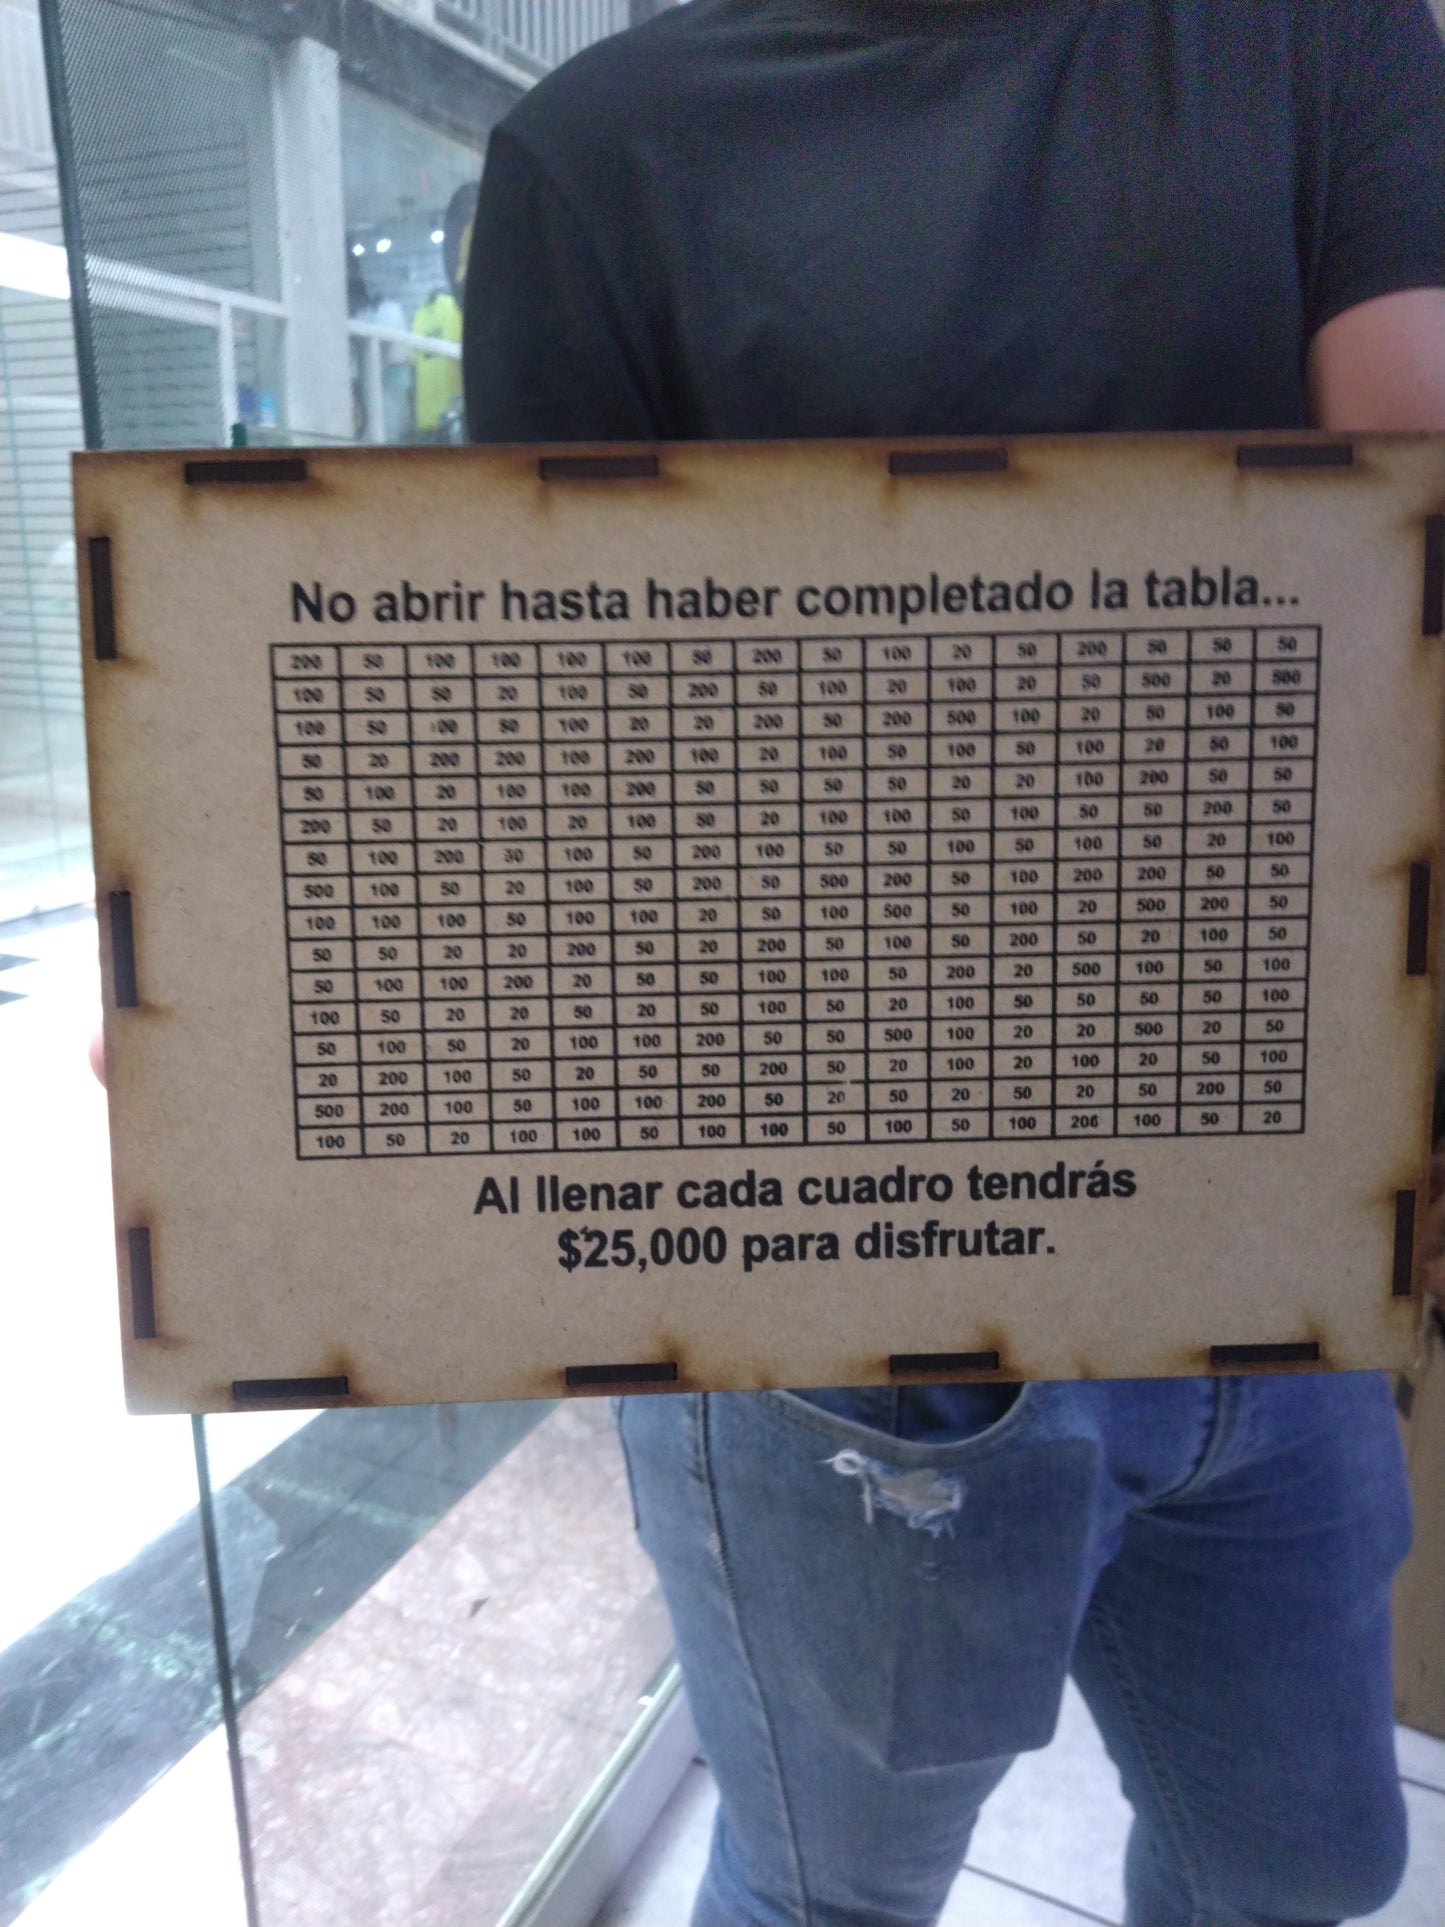 No abrir hasta haber completado la tabla...
200 50 100 100 100 100 50 200 50 100 20 50 200 50 50 50
100 50 50 20 100 50 200 50 100 20 100 20 50 500 20 500
100 50 100 50 100 20 20 200 50 200 500 100 20 50 100 50
50 20 200 200 100 200 100 20 100 50 100 50 100 20 50 100
50 100 20 100 100 200 50 50 50 50 20 20 100 200 50 50
200 50 20 100 20 100 50 20 100 100 50 100 50 50 200 50
50 100 200 50 100 50 200 100 50 50 100 50 100 50 20 100
500 100 50 20 100 50 200 50 500 200 50 100 200 200 50 50
100 100 100 50 100 100 20 50 100 500 50 100 20 500 200 50
50 50 20 20 200 50 20 200 50 100 50 200 50 20 100 50
50 100 100 200 20 50 50 100 100 50 200 20 500 100 50 100
100 50 20 20 50 20 50 100 50 20 100 50 50 50 50 100
50 100 50 20 100 100 200 50 50 500 100 20 20 500 20 50
20 200 100 50 20 50 50 200 50 20 100 20 100 20 50 100
500 200 100 50 100 100 200 50 20 50 20 50 20 50 200 50
100 50 20 100 100 50 100 100 50 100 50 100 200 100 50 20
Al llenar cada cuadro tendrás
$25,000 para disfrutar.